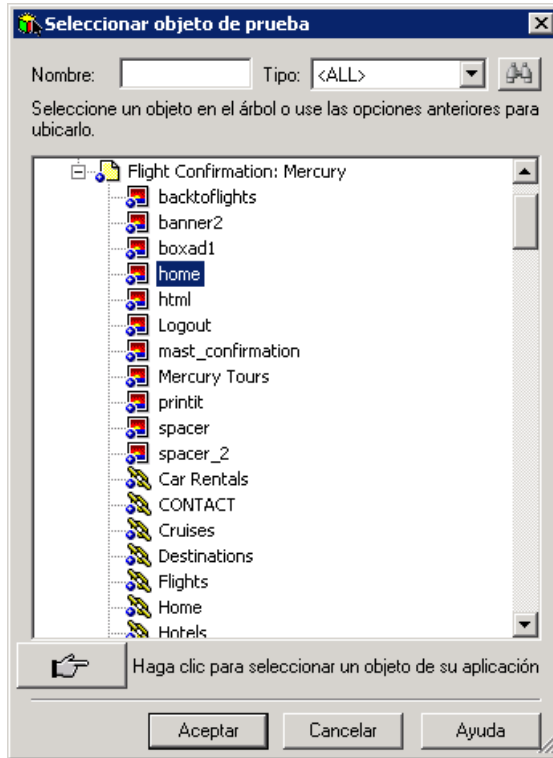 Seleccionar objeto de prueba
Nombre: Tipo: <ALL>
Seleccione un objeto en el árbol o use las opciones anteriores para
ubicarlo.
Flight Confirmation: Mercury
backtoflights
banner2
boxad1
home
html
Logout
mast_confirmation
Mercury Tours
printit
spacer
spacer_2
Car Rentals
CONTACT
Cruises
Destinations
Flights
Home
Hotels
Haga clic para seleccionar un objeto de su aplicación
Aceptar Cancelar Ayuda